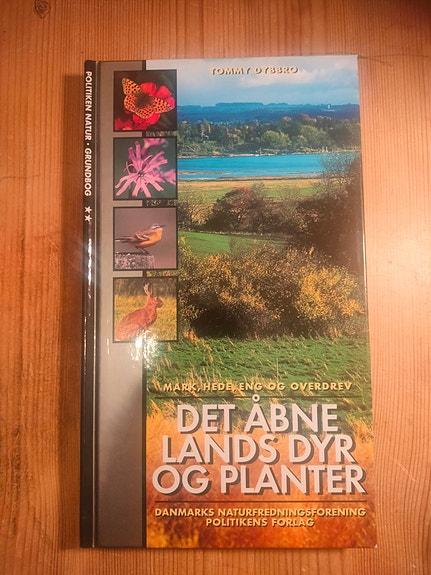 POLITIKEN NATUR • GRUNDBOG ★★
TOMMY DYBBRO
MARK, HEDE, ENG OG OVERDREV
DET ÅBNE
LANDS DYR
OG PLANTER
DANMARKS NATURFREDNINGSFORENING
POLITIKENS FORLAG